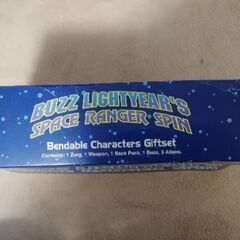 BUZZ LIGHTYEAR'S
SPACE RANGER SPIN
Bendable Characters Giftset
Contents: 1 Zurg, 1 Weapon, 1 Back Pack, 1 Buzz, 3 Aliens.